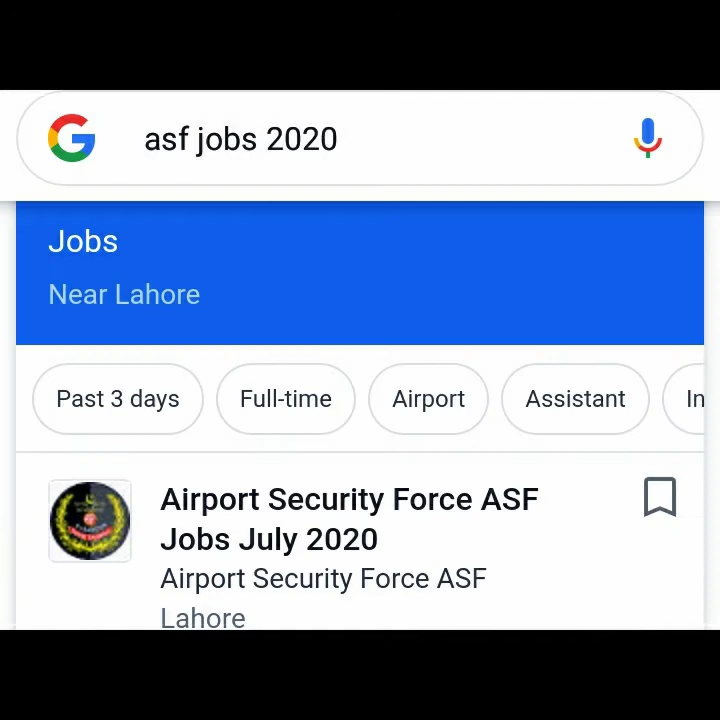 asf jobs 2020
Jobs
Near Lahore
Past 3 days
Full-time
Airport
Assistant
In
Airport Security Force ASF
Jobs July 2020
Airport Security Force ASF
Lahore